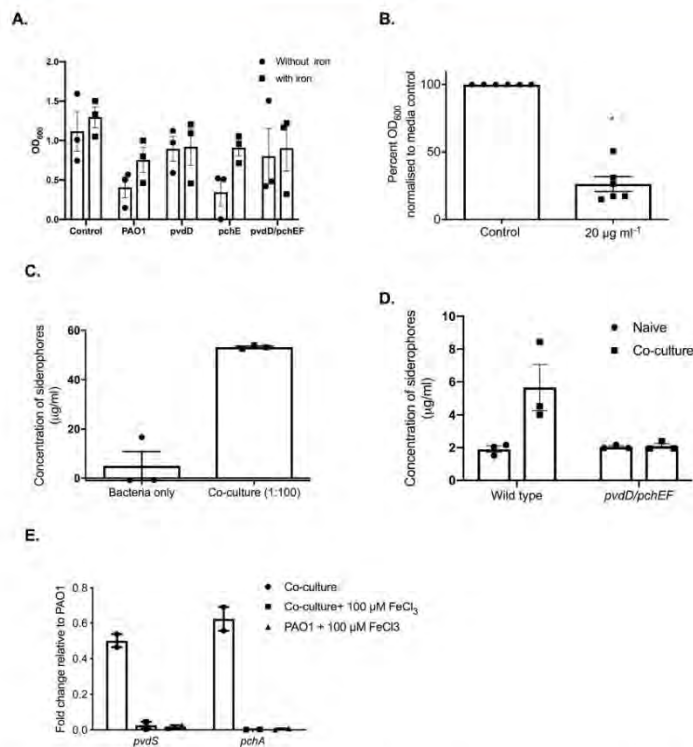 A.
Without iron
with iron
2.0
1.5
1.0
0.5
0.0
OD600
Control PAO1 pvdD pchE pvdD/pchEF
B.
Percent OD600
normalised to media control
100
50
0
Control 20 µg ml-1
C.
Concentration of siderophores
(µg/ml)
60
40
20
0
Bacteria only Co-culture (1:100)
D.
Naive
Co-culture
Concentration of siderophores
(µg/ml)
10
8
6
4
2
0
Wild type pvdD/pchEF
E.
Co-culture
Co-culture+ 100 µM FeCl3
PAO1 + 100µM FeCl3
Fold change relative to PAO1
0.8
0.6
0.4
0.2
0.0
pvdS pchA